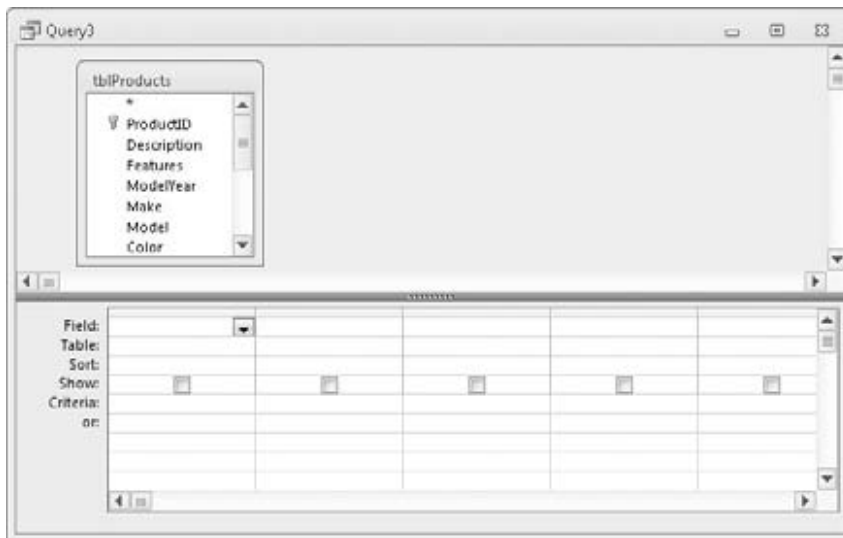 Query3
tblProducts
*
ProductID
Description
Features
ModelYear
Make
Model
Color
Field:
Table:
Sort:
Show:
Criteria:
or: